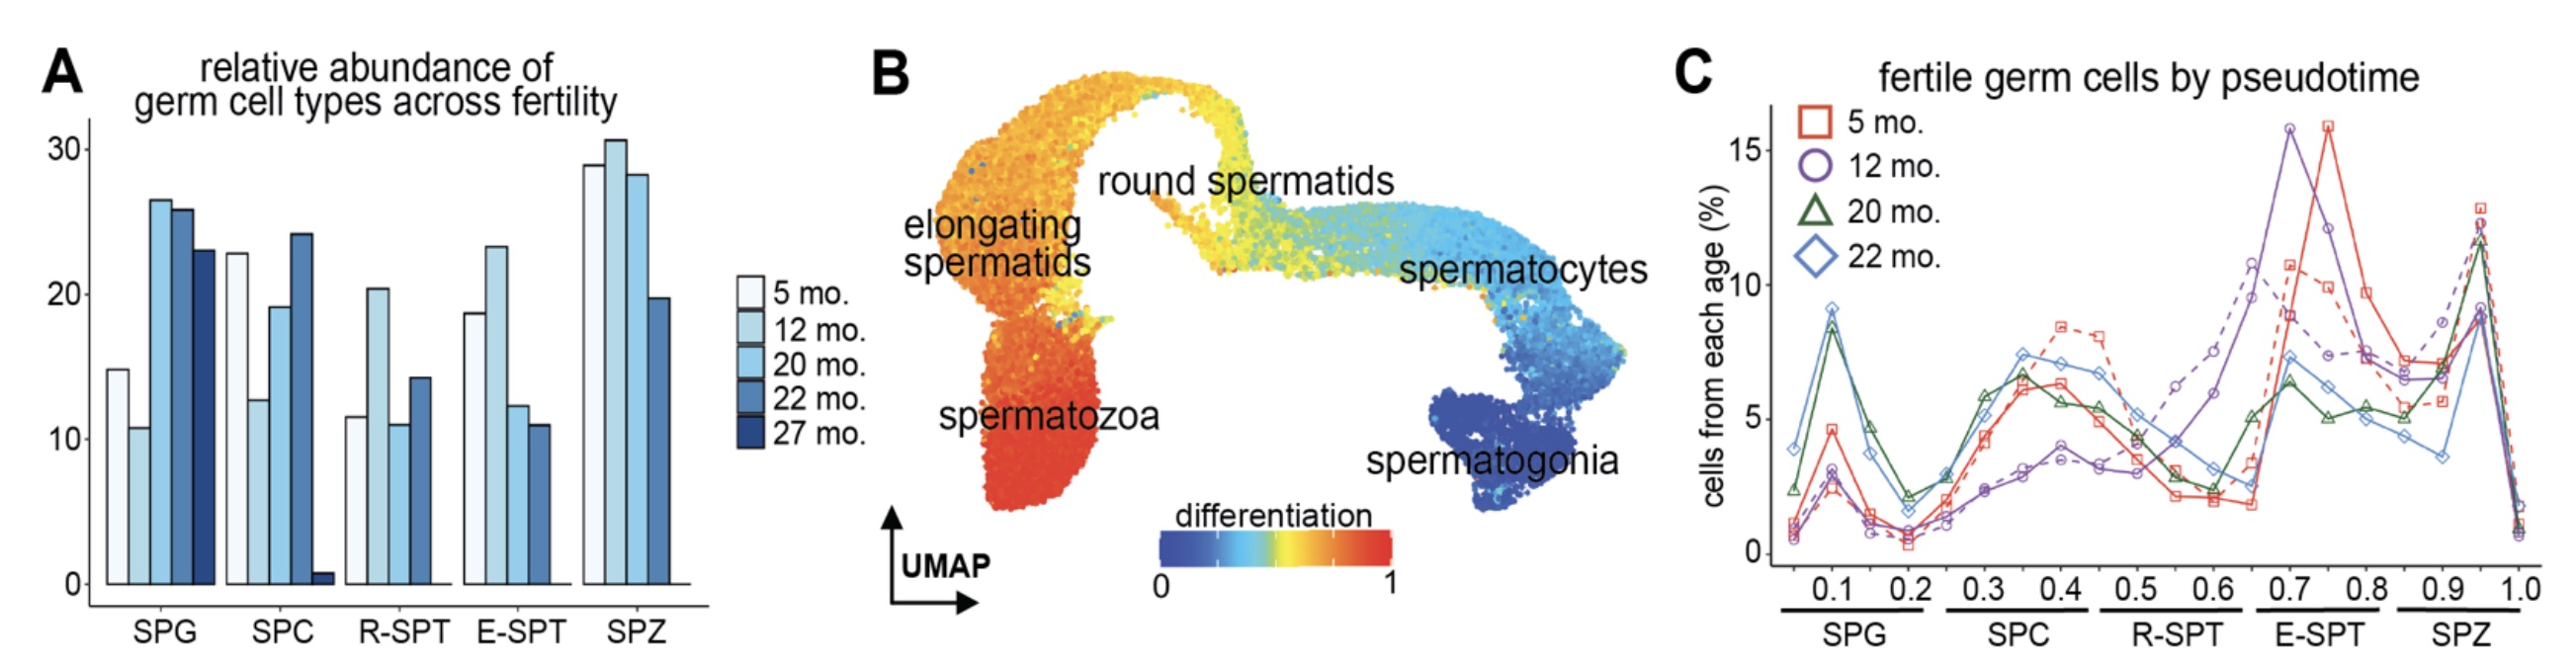 A
relative abundance of
germ cell types across fertility
30
20
10
0
SPG SPC R-SPT E-SPT SPZ
5 mo.
12 mo.
20 mo.
22 mo.
27 mo.
B
round spermatids
elongating
spermatids
spermatocytes
spermatozoa
spermatogonia
differentiation
0 1
UMAP
C
fertile germ cells by pseudotime
5 mo.
12 mo.
20 mo.
22 mo.
cells from each age (%)
15
10
5
0
0.1 0.2 0.3 0.4 0.5 0.6 0.7 0.8 0.9 1.0
SPG SPC R-SPT E-SPT SPZ